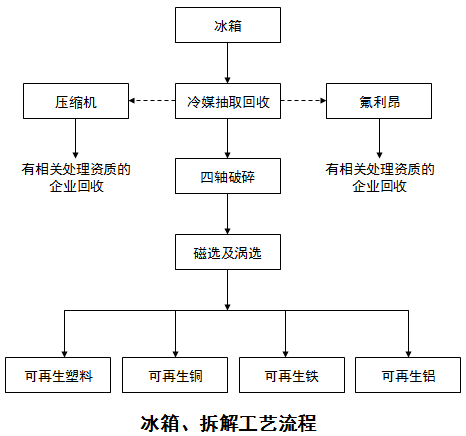 冰箱
压缩机
冷媒抽取回收
氟利昂
有相关处理资质的
企业回收
四轴破碎
有相关处理资质的
企业回收
磁选及涡选
可再生塑料
可再生铜
可再生铁
可再生铝
冰箱、拆解工艺流程